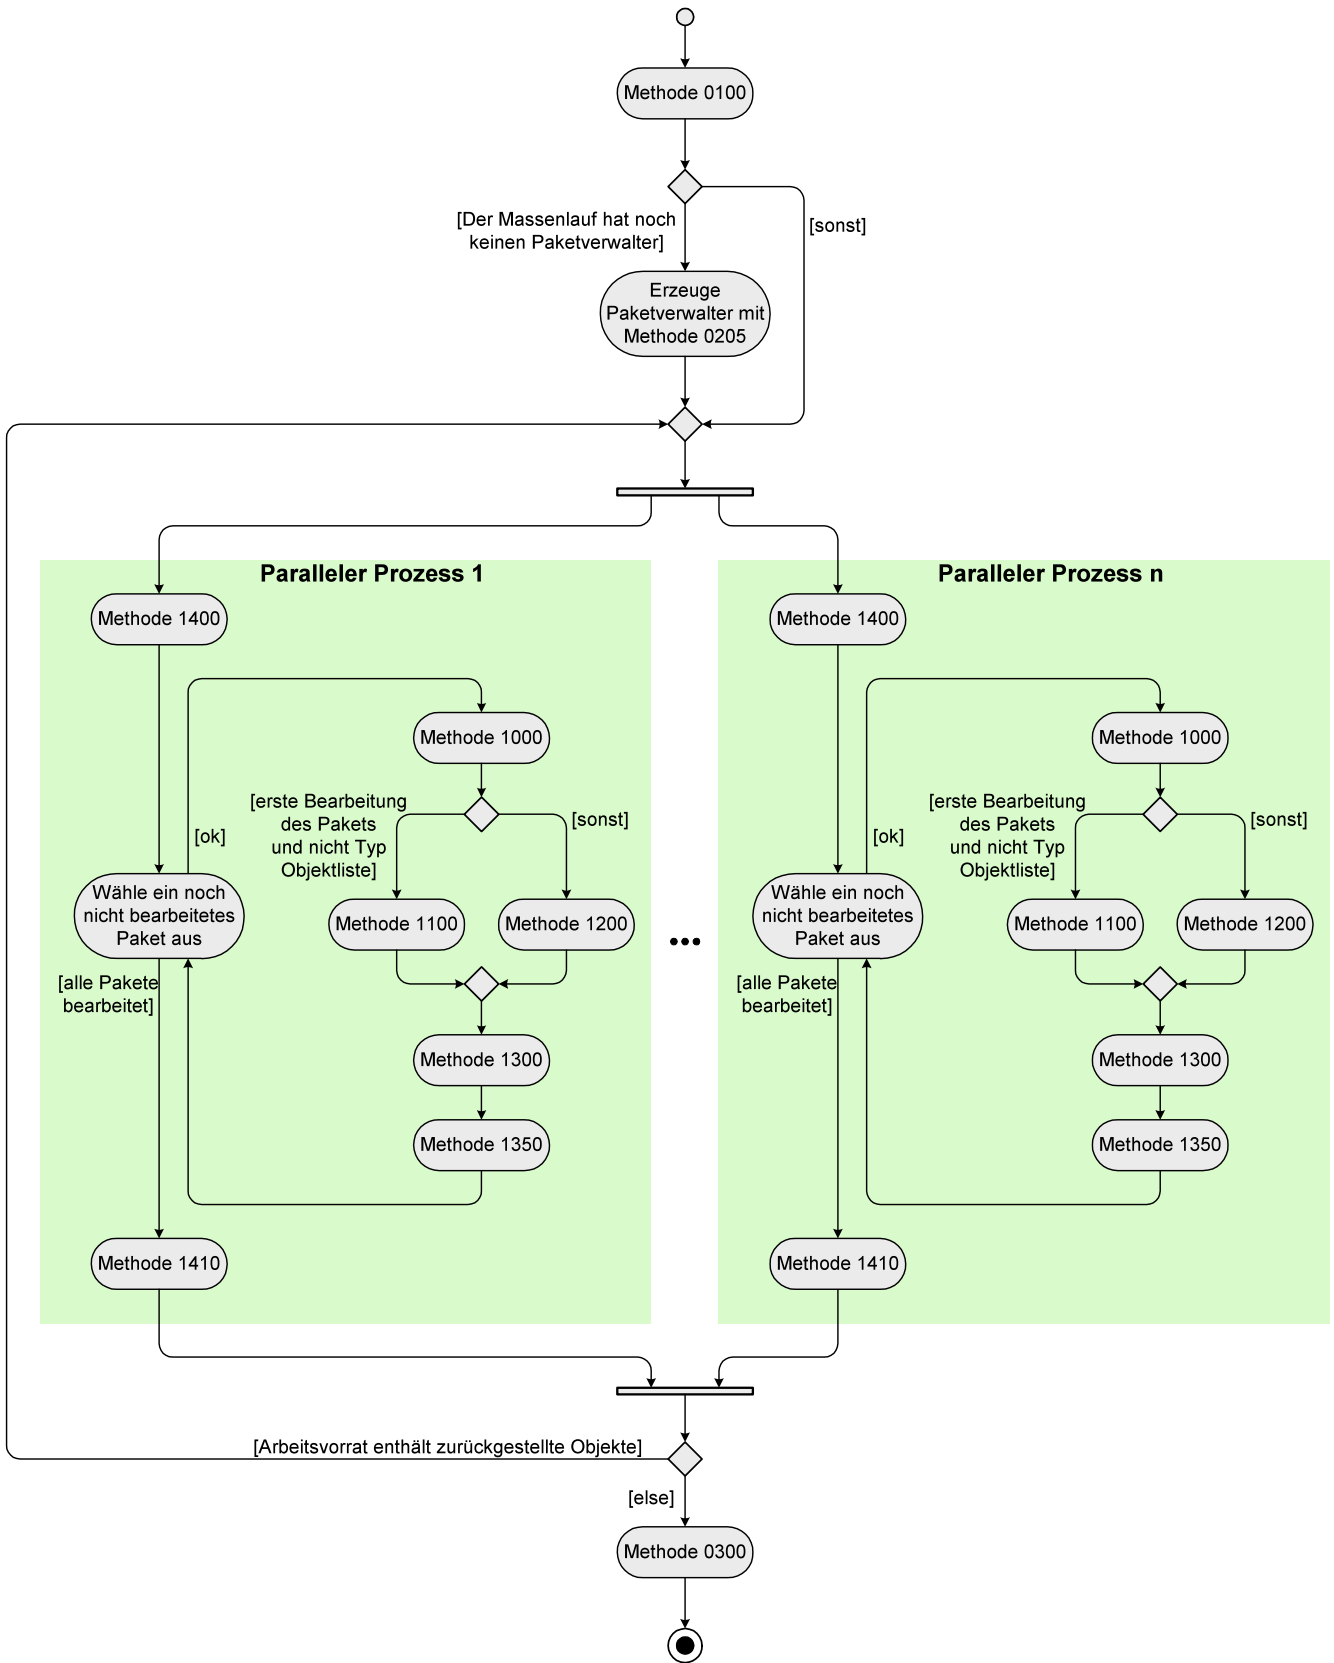 Methode 0100
[Der Massenlauf hat noch
keinen Paketverwalter]
[sonst]
Erzeuge
Paketverwalter mit
Methode 0205
Paralleler Prozess 1
Methode 1400
Methode 1000
[erste Bearbeitung
des Pakets
und nicht Typ
Objektliste]
[sonst]
[ok]
Wähle ein noch
nicht bearbeitetes
Paket aus
Methode 1100
Methode 1200
[alle Pakete
bearbeitet]
Methode 1300
Methode 1350
Methode 1410
...
Paralleler Prozess n
Methode 1400
Methode 1000
[erste Bearbeitung
des Pakets
und nicht Typ
Objektliste]
[sonst]
[ok]
Wähle ein noch
nicht bearbeitetes
Paket aus
Methode 1100
Methode 1200
[alle Pakete
bearbeitet]
Methode 1300
Methode 1350
Methode 1410
[Arbeitsvorrat enthält zurückgestellte Objekte]
[else]
Methode 0300